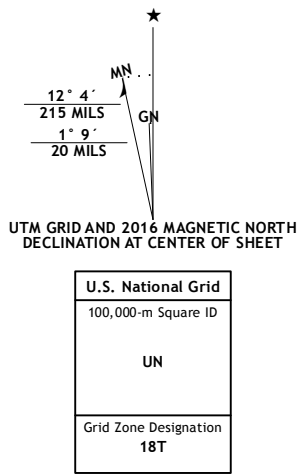 MN
GN
12° 4´
215 MILS
1° 9´
20 MILS
UTM GRID AND 2016 MAGNETIC NORTH
DECLINATION AT CENTER OF SHEET
U.S. National Grid
100,000-m Square ID
UN
Grid Zone Designation
18T